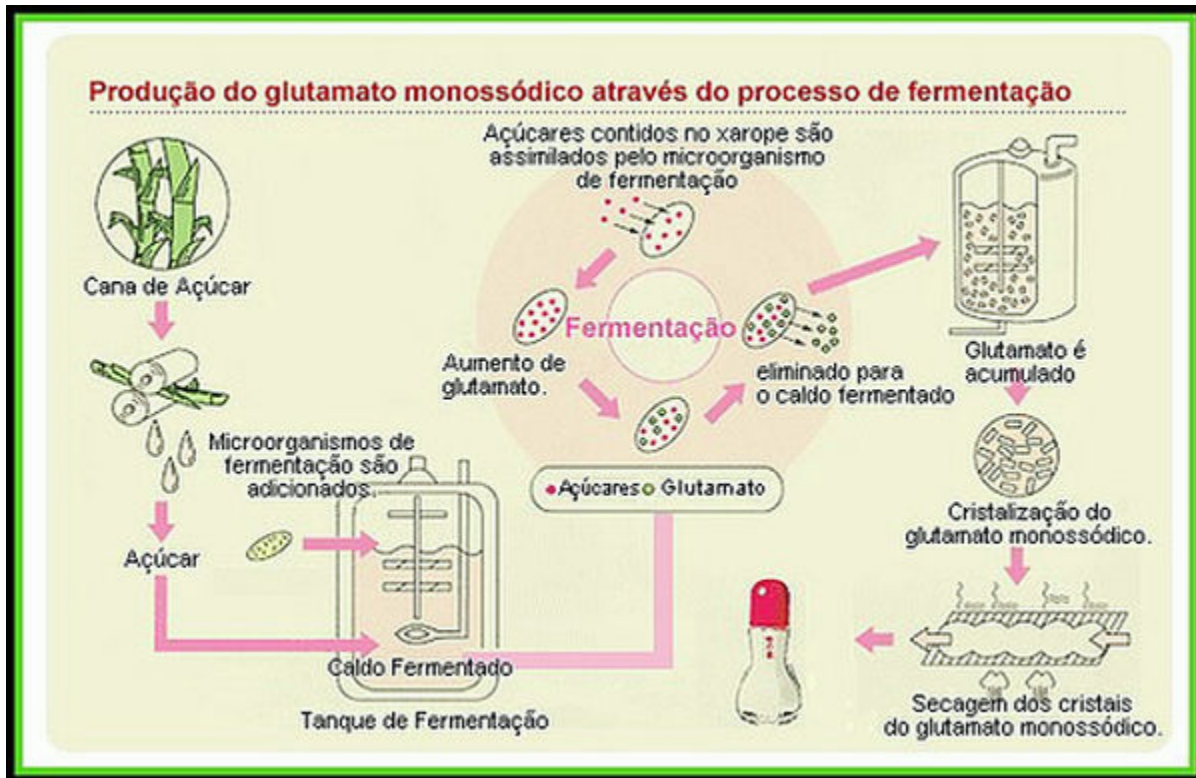 Produção do glutamato monossódico através do processo de fermentação
Cana de Açúcar
Açúcar
Microorganismos de
fermentação são
adicionados.
Caldo Fermentado
Tanque de Fermentação
Açúcares contidos no xarope são
assimilados pelo microorganismo
de fermentação
Fermentação
Aumento de
glutamato.
eliminado para
o caldo fermentado
Açúcares Glutamato
Glutamato é
acumulado
Cristalização do
glutamato monossódico.
Secagem dos cristais
do glutamato monossódico.